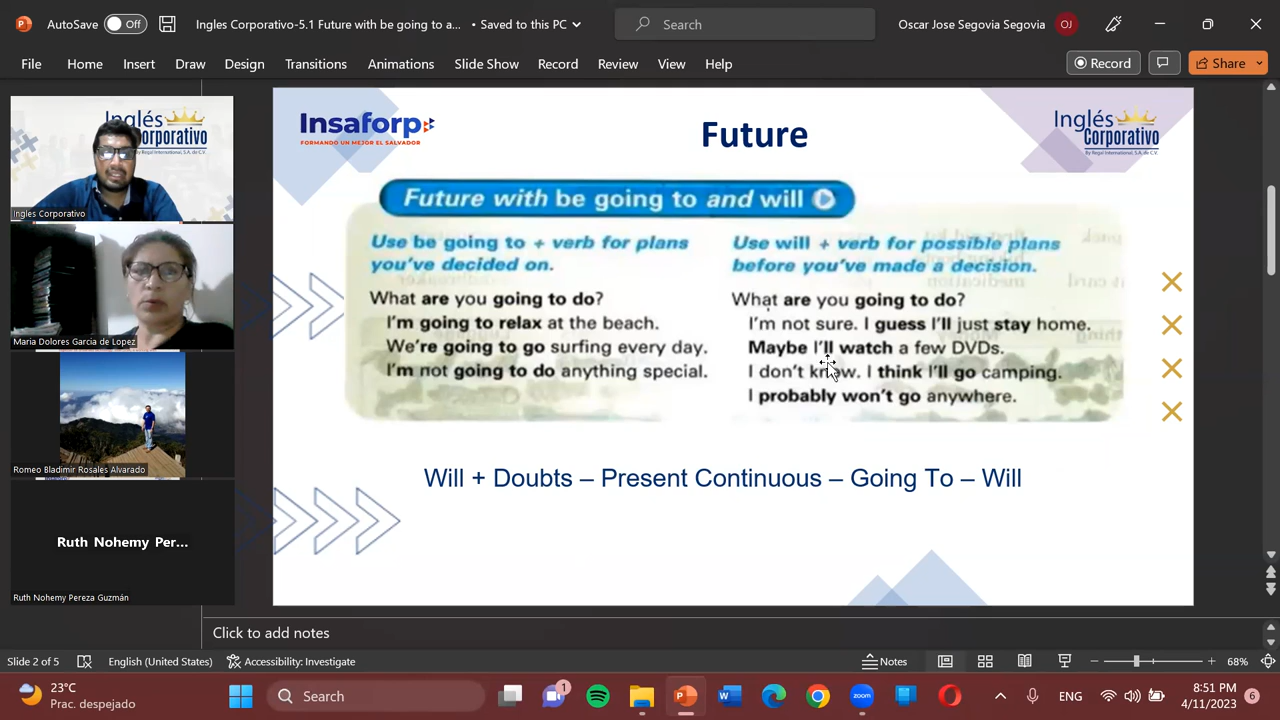 AutoSave Off Ingles Corporativo-5.1 Future with be going to a... • Saved to this PC Search Oscar Jose Segovia Segovia OJ
File Home Insert Draw Design Transitions Animations Slide Show Record Review View Help Record Share
Inglés
Corporativo
Ingles Corporativo
Maria Dolores Garcia de Lopez
Romeo Bladimir Rosales Alvarado
Ruth Nohemy Per...
Ruth Nohemy Pereza Guzmán
Insaforp
FORMANDO UN MEJOR EL SALVADOR
Future
Inglés
Corporativo
By Regal International, S.A. de C.V.
Future with be going to and will
Use be going to + verb for plans
you've decided on.
What are you going to do?
I'm going to relax at the beach.
We're going to go surfing every day.
I'm not going to do anything special.
Use will + verb for possible plans
before you've made a decision.
What are you going to do?
I'm not sure. I guess I'll just stay home.
Maybe I'll watch a few DVDs.
I don't know. I think I'll go camping.
I probably won't go anywhere.
Will + Doubts – Present Continuous – Going To – Will
Click to add notes
Slide 2 of 5 English (United States) Accessibility: Investigate Notes 68%
23°C
Prac. despejado
Search
1
zoom
ENG
8:51 PM
4/11/2023
6